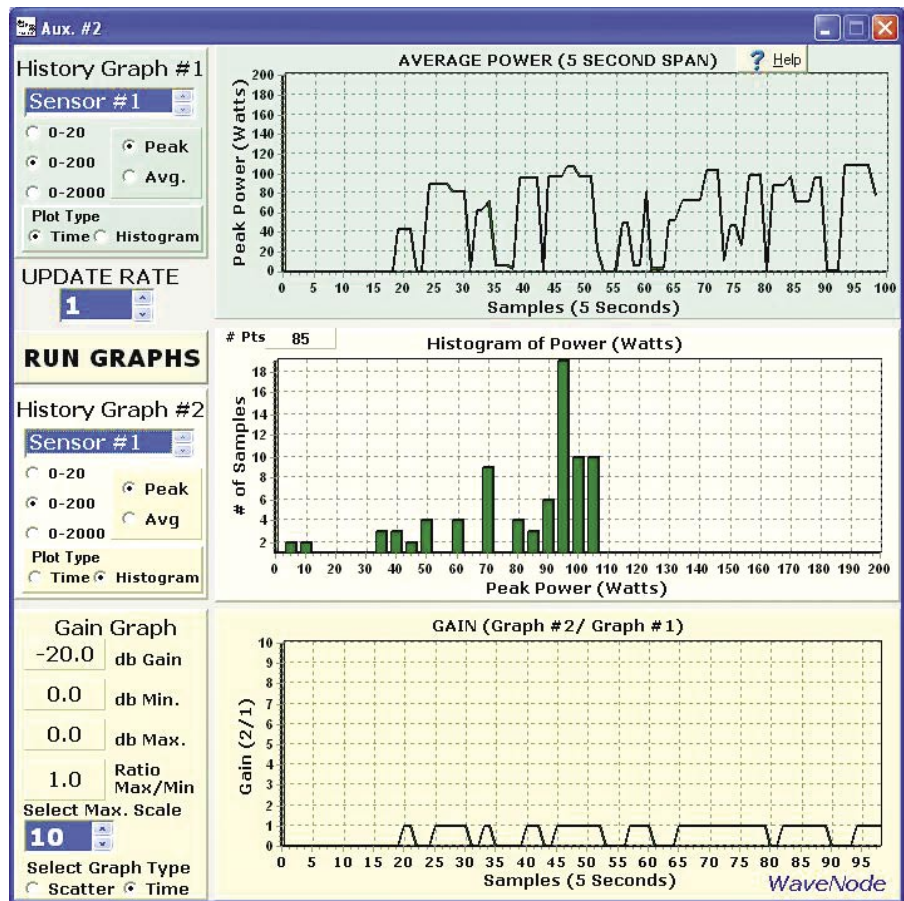 Aux. #2
History Graph #1
Sensor #1
0-20
0-200
0-2000
Peak
Avg.
Plot Type
Time Histogram
UPDATE RATE
1
RUN GRAPHS
History Graph #2
Sensor #1
0-20
0-200
0-2000
Peak
Avg
Plot Type
Time Histogram
Gain Graph
-20.0 db Gain
0.0 db Min.
0.0 db Max.
1.0 Ratio Max/Min
Select Max. Scale
10
Select Graph Type
Scatter Time
AVERAGE POWER (5 SECOND SPAN)
? Help
Peak Power (Watts)
200
180
160
140
120
100
80
60
40
20
0
0 5 10 15 20 25 30 35 40 45 50 55 60 65 70 75 80 85 90 95 100
Samples (5 Seconds)
# Pts 85
Histogram of Power (Watts)
# of Samples
18
16
14
12
10
8
6
4
2
0 10 20 30 40 50 60 70 80 90 100 110 120 130 140 150 160 170 180 190 200
Peak Power (Watts)
GAIN (Graph #2/ Graph #1)
Gain (2/1)
10
9
8
7
6
5
4
3
2
1
0
0 5 10 15 20 25 30 35 40 45 50 55 60 65 70 75 80 85 90 95
Samples (5 Seconds)
WaveNode